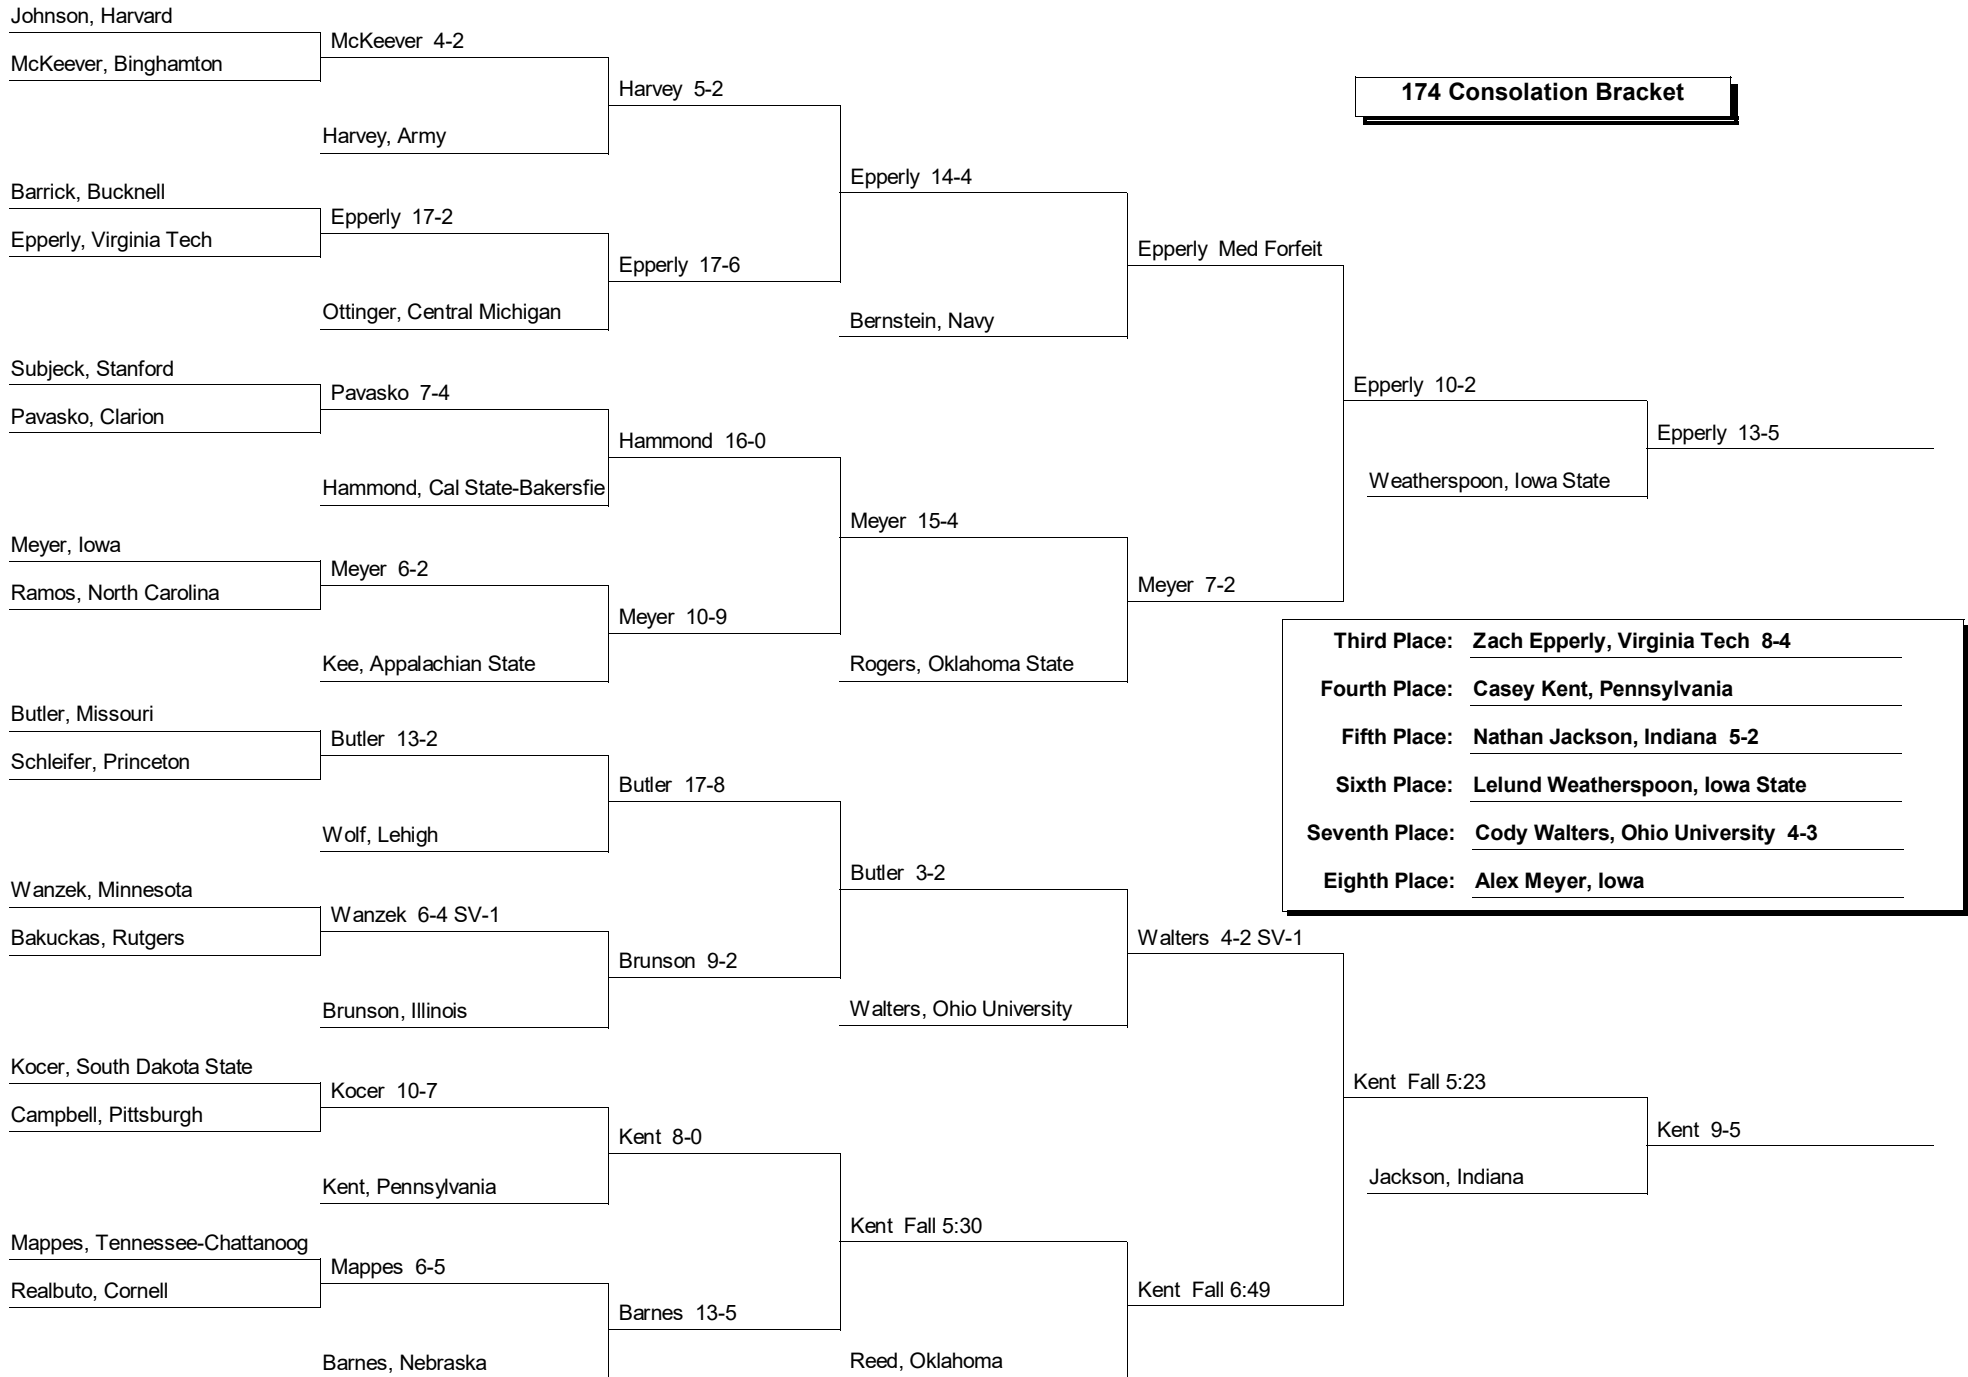 Johnson, Harvard
McKeever 4-2
McKeever, Binghamton
Harvey 5-2
174 Consolation Bracket
Harvey, Army
Epperly 14-4
Barrick, Bucknell
Epperly 17-2
Epperly, Virginia Tech
Epperly Med Forfeit
Epperly 17-6
Ottinger, Central Michigan
Bernstein, Navy
Subjeck, Stanford
Epperly 10-2
Pavasko 7-4
Pavasko, Clarion
Epperly 13-5
Hammond 16-0
Weatherspoon, Iowa State
Hammond, Cal State-Bakersfie
Meyer 15-4
Meyer, Iowa
Meyer 6-2
Meyer 7-2
Ramos, North Carolina
Meyer 10-9
Third Place: Zach Epperly, Virginia Tech 8-4
Kee, Appalachian State
Rogers, Oklahoma State
Fourth Place: Casey Kent, Pennsylvania
Butler, Missouri
Butler 13-2
Fifth Place: Nathan Jackson, Indiana 5-2
Schleifer, Princeton
Butler 17-8
Sixth Place: Lelund Weatherspoon, Iowa State
Wolf, Lehigh
Seventh Place: Cody Walters, Ohio University 4-3
Butler 3-2
Eighth Place: Alex Meyer, Iowa
Wanzek, Minnesota
Wanzek 6-4 SV-1
Bakuckas, Rutgers
Walters 4-2 SV-1
Brunson 9-2
Brunson, Illinois
Walters, Ohio University
Kocer, South Dakota State
Kent Fall 5:23
Kocer 10-7
Campbell, Pittsburgh
Kent 9-5
Kent 8-0
Jackson, Indiana
Kent, Pennsylvania
Kent Fall 5:30
Mappes, Tennessee-Chattanoog
Mappes 6-5
Realbuto, Cornell
Kent Fall 6:49
Barnes 13-5
Barnes, Nebraska
Reed, Oklahoma